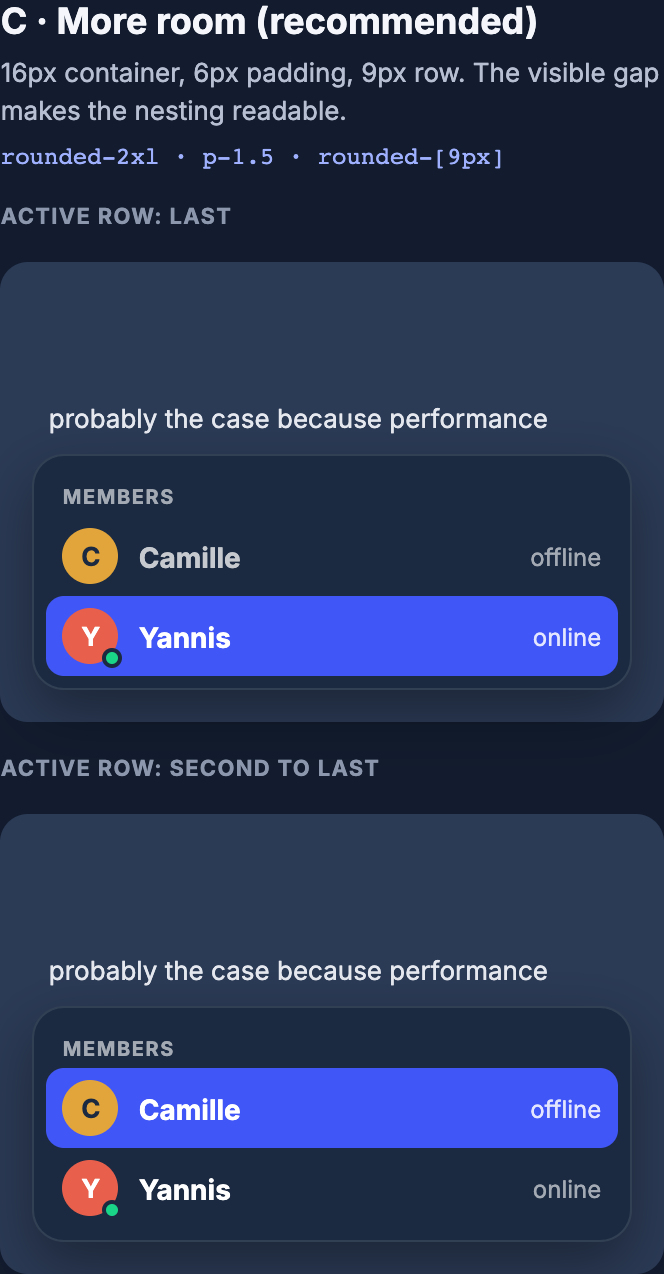 C · More room (recommended)
16px container, 6px padding, 9px row. The visible gap
makes the nesting readable.
rounded-2xl • p-1.5 • rounded-[9px]
ACTIVE ROW: LAST
probably the case because performance
MEMBERS
C Camille offline
Y Yannis online
ACTIVE ROW: SECOND TO LAST
probably the case because performance
MEMBERS
C Camille offline
Y Yannis online